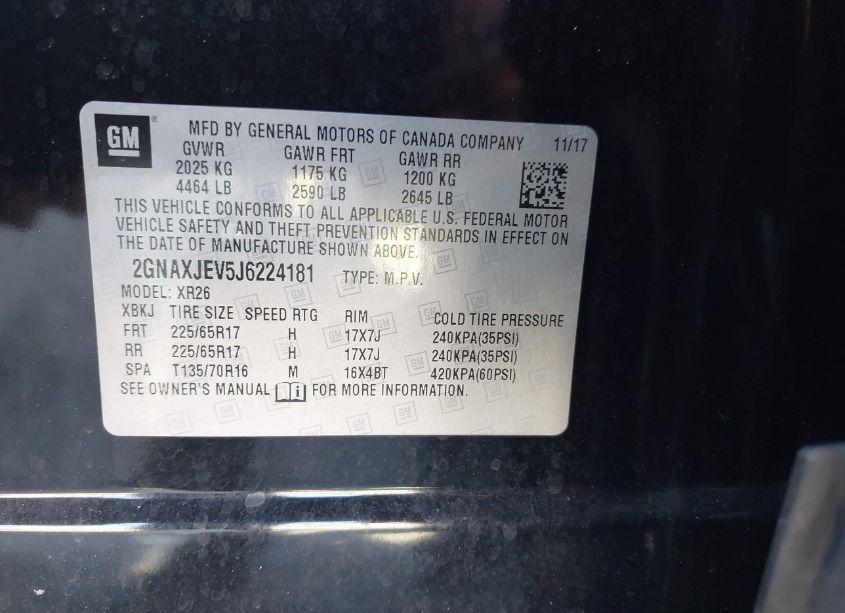 GM
MFD BY GENERAL MOTORS OF CANADA COMPANY 11/17
GVWR GAWR FRT GAWR RR
2025 KG 1175 KG 1200 KG
4464 LB 2590 LB 2645 LB
THIS VEHICLE CONFORMS TO ALL APPLICABLE U.S. FEDERAL MOTOR
VEHICLE SAFETY AND THEFT PREVENTION STANDARDS IN EFFECT ON
THE DATE OF MANUFACTURE SHOWN ABOVE.
2GNAXJEV5J6224181 TYPE: M.P.V.
MODEL: XR26
XBKJ TIRE SIZE SPEED RTG RIM COLD TIRE PRESSURE
FRT 225/65R17 H 17X7J 240KPA(35PSI)
RR 225/65R17 H 17X7J 240KPA(35PSI)
SPA T135/70R16 M 16X4BT 420KPA(60PSI)
SEE OWNER'S MANUAL FOR MORE INFORMATION.